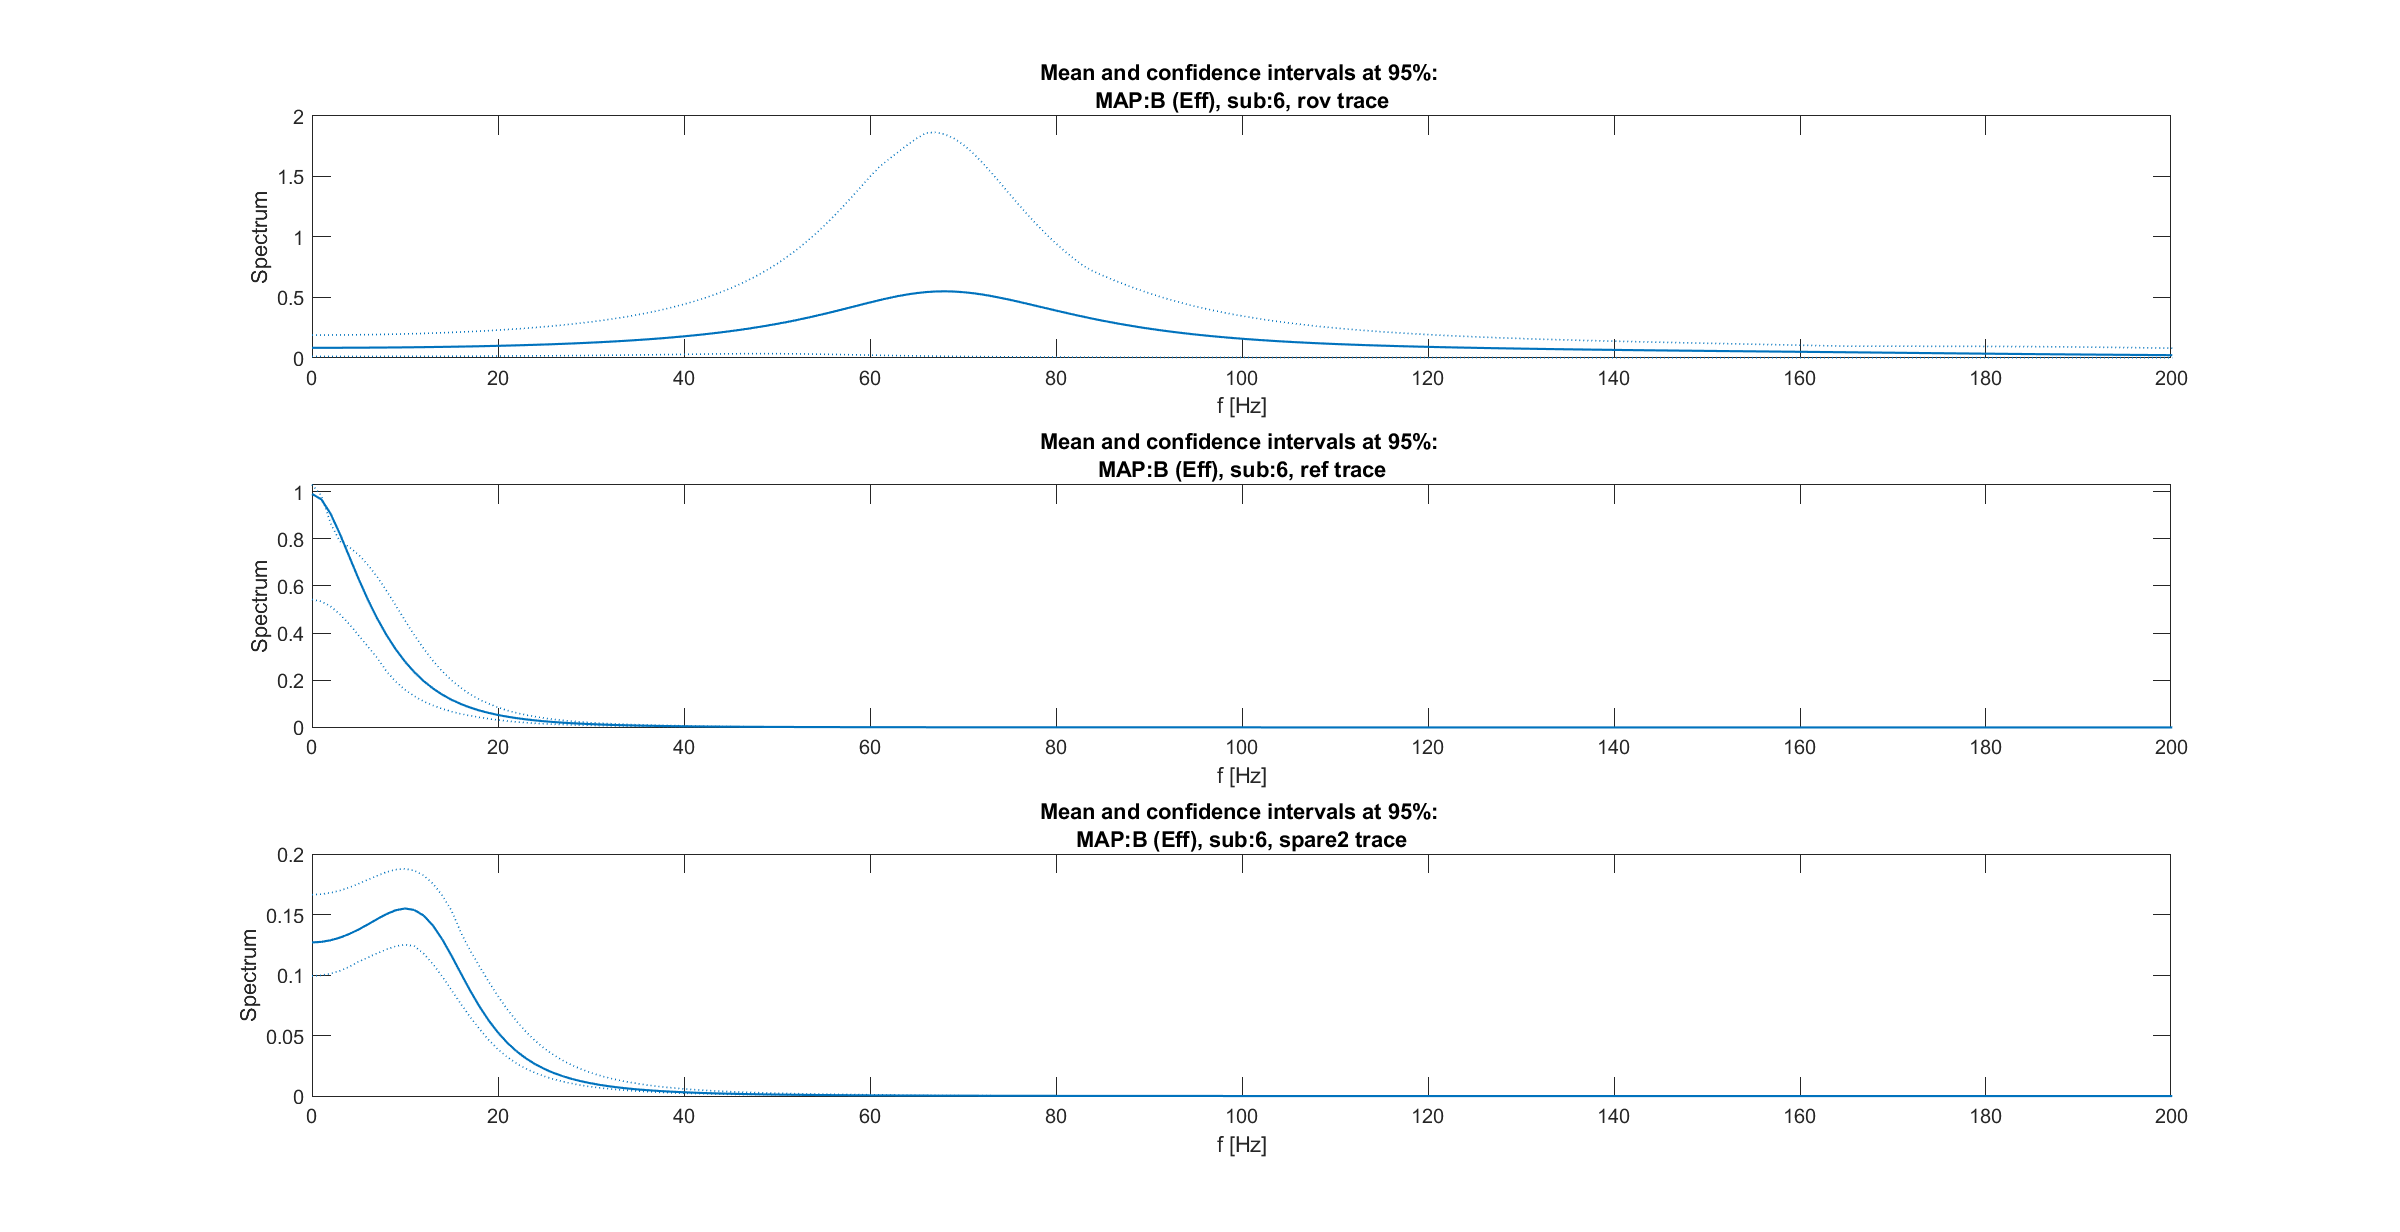 Mean and confidence intervals at 95%:
MAP:B (Eff), sub:6, rov trace
Spectrum
2
1.5
1
0.5
0
0 20 40 60 80 100 120 140 160 180 200
f [Hz]
Mean and confidence intervals at 95%:
MAP:B (Eff), sub:6, ref trace
Spectrum
1
0.8
0.6
0.4
0.2
0
0 20 40 60 80 100 120 140 160 180 200
f [Hz]
Mean and confidence intervals at 95%:
MAP:B (Eff), sub:6, spare2 trace
Spectrum
0.2
0.15
0.1
0.05
0
0 20 40 60 80 100 120 140 160 180 200
f [Hz]